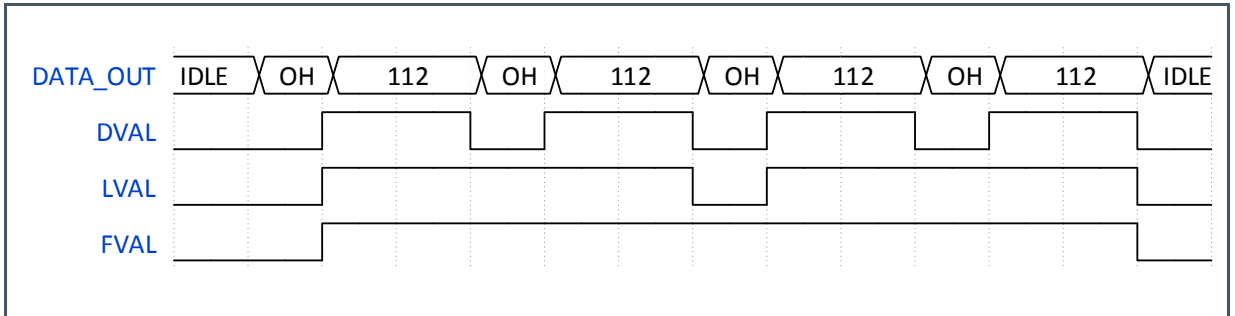 DATA_OUT IDLE OH 112 OH 112 OH 112 OH 112 IDLE
DVAL
LVAL
FVAL